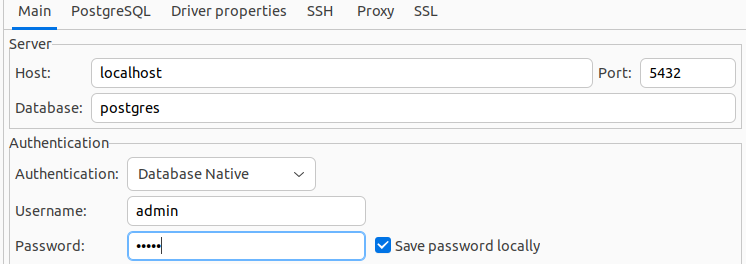 Main PostgreSQL Driver properties SSH Proxy SSL
Server
Host: localhost Port: 5432
Database: postgres
Authentication
Authentication: Database Native
Username: admin
Password: ••••• Save password locally